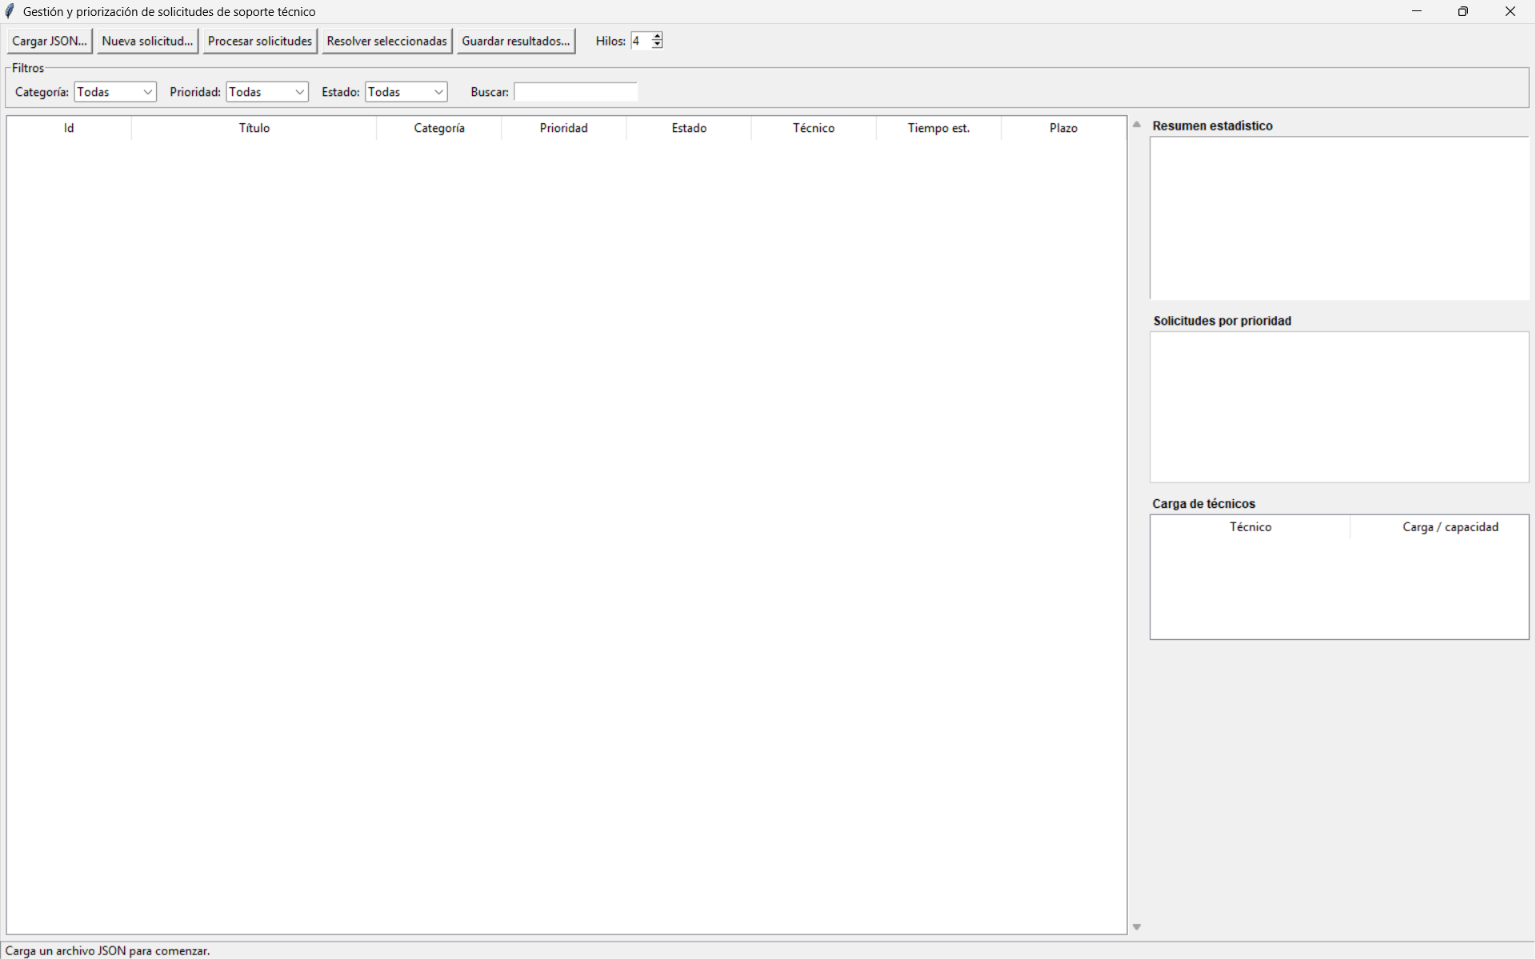 Gestión y priorización de solicitudes de soporte técnico
Cargar JSON... Nueva solicitud... Procesar solicitudes Resolver seleccionadas Guardar resultados... Hilos: 4
Filtros
Categoría: Todas Prioridad: Todas Estado: Todas Buscar:
Id Título Categoría Prioridad Estado Técnico Tiempo est. Plazo
Resumen estadístico
Solicitudes por prioridad
Carga de técnicos
Técnico Carga / capacidad
Carga un archivo JSON para comenzar.